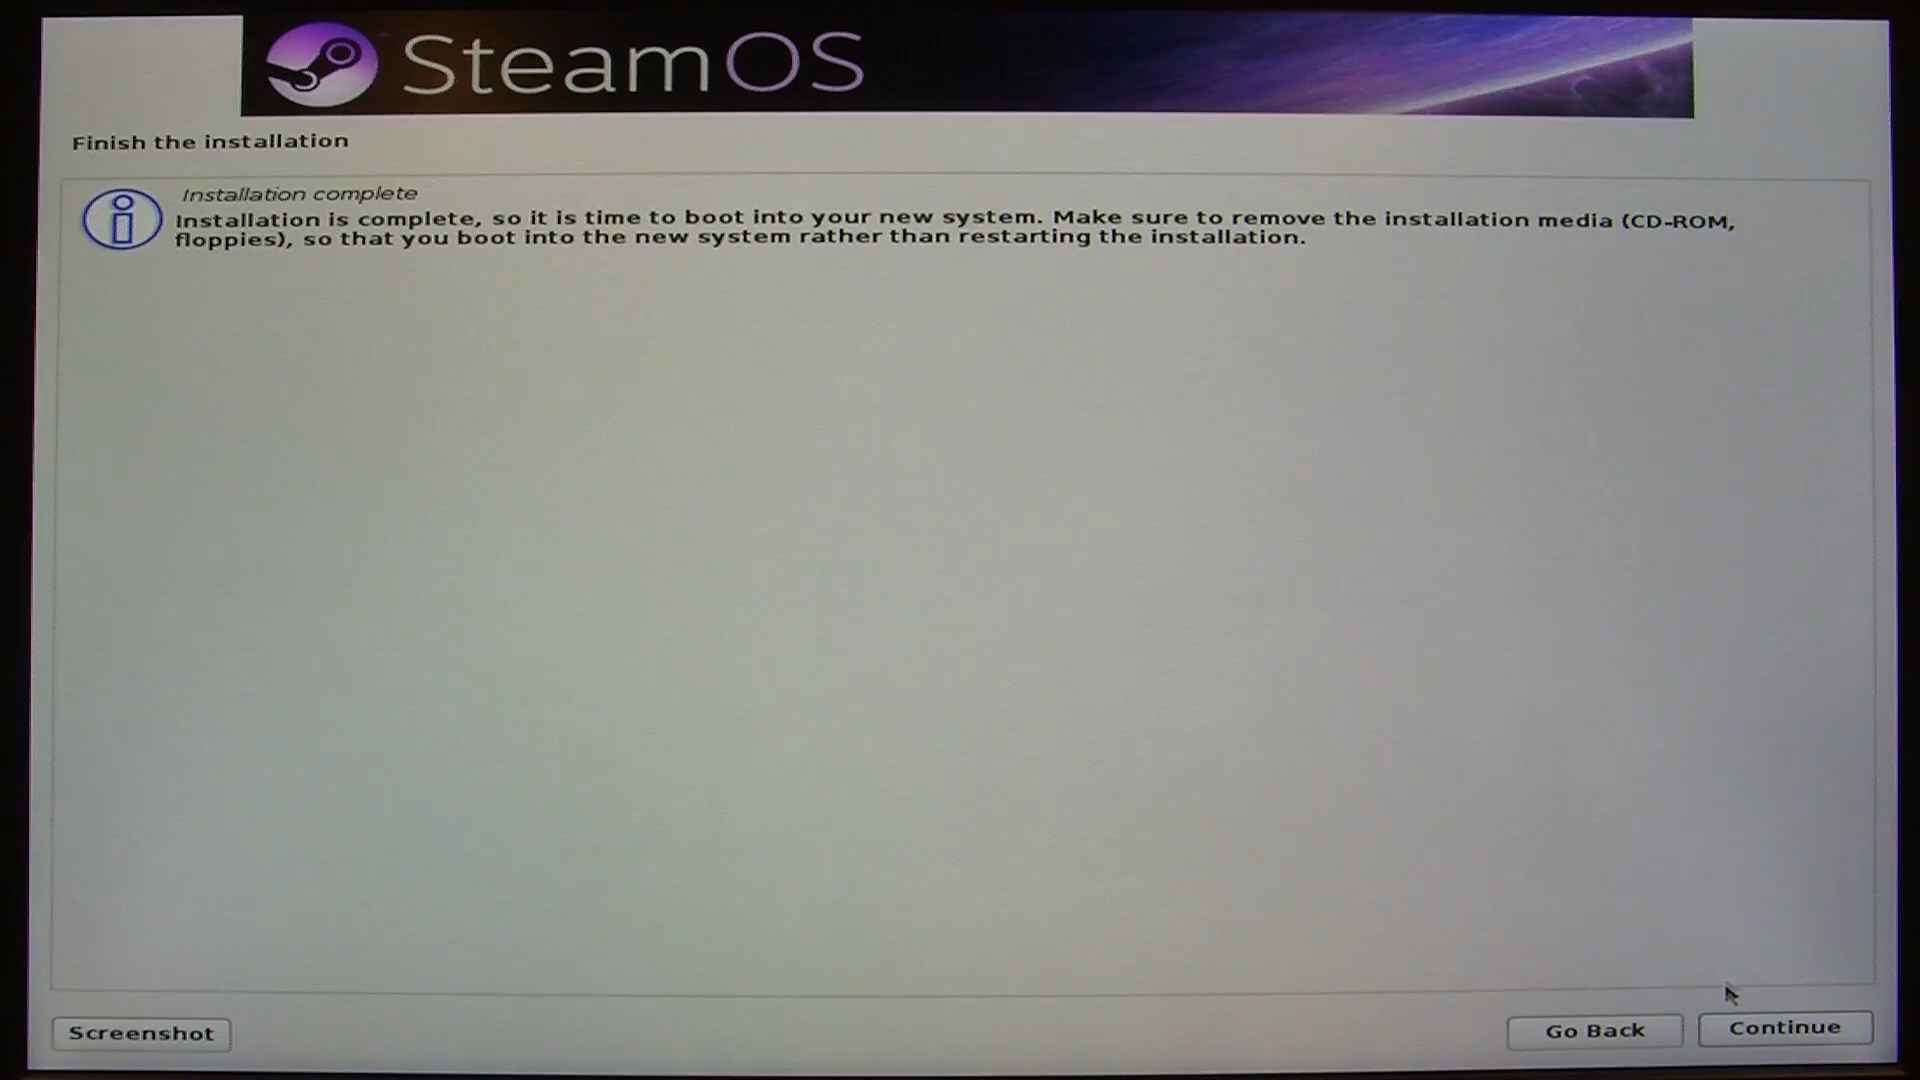 SteamOS
Finish the installation
Installation complete
Installation is complete, so it is time to boot into your new system. Make sure to remove the installation media (CD-ROM,
floppies), so that you boot into the new system rather than restarting the installation.
Screenshot
Go Back
Continue